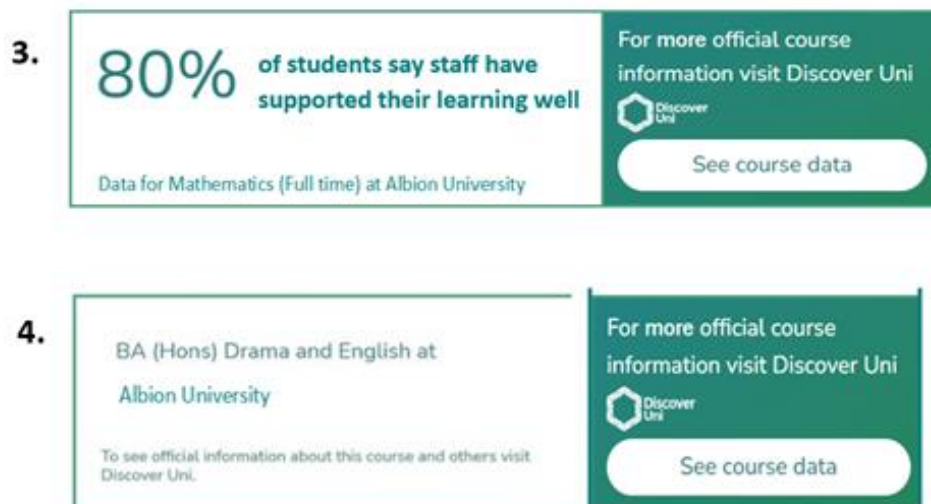 3.
80% of students say staff have
supported their learning well
Data for Mathematics (Full time) at Albion University
For more official course
information visit Discover Uni
Discover
Uni
See course data
4.
BA (Hons) Drama and English at
Albion University
To see official information about this course and others visit
Discover Uni.
For more official course
information visit Discover Uni
Discover
Uni
See course data